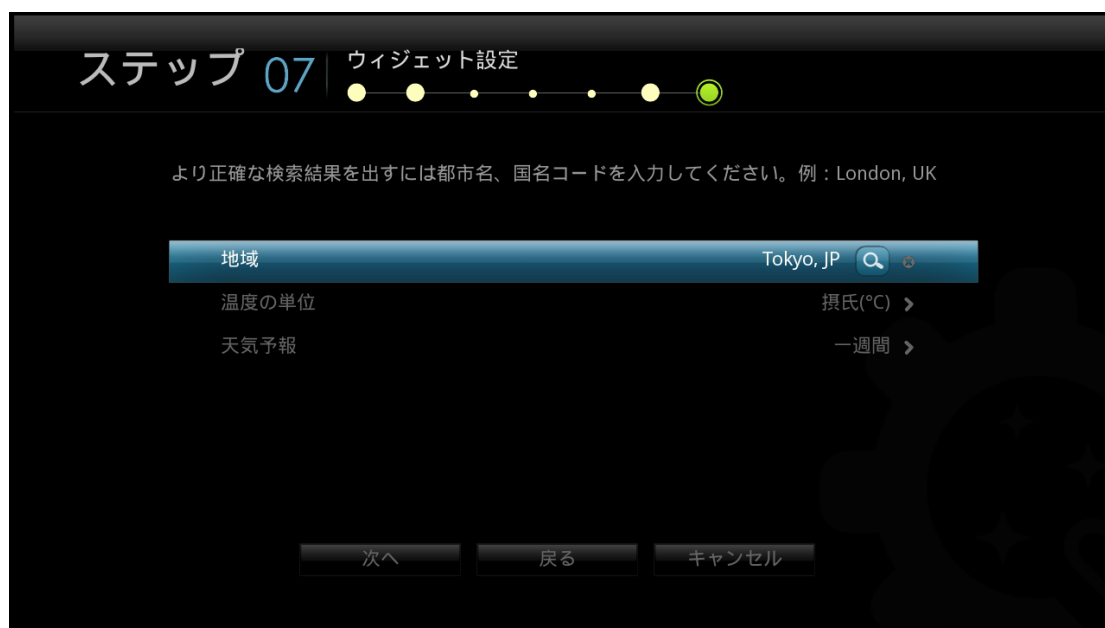 ステップ 07
ウィジェット設定
より正確な検索結果を出すには都市名、国名コードを入力してください。例：London, UK
地域 Tokyo, JP
温度の単位 摂氏(°C)
天気予報 一週間
次へ 戻る キャンセル